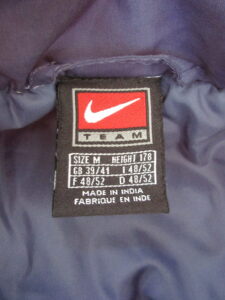 TEAM
SIZE M HEIGHT 178
GB 39/41 I 48/52
F 48/52 D 48/52
MADE IN INDIA
FABRIQUE EN INDE